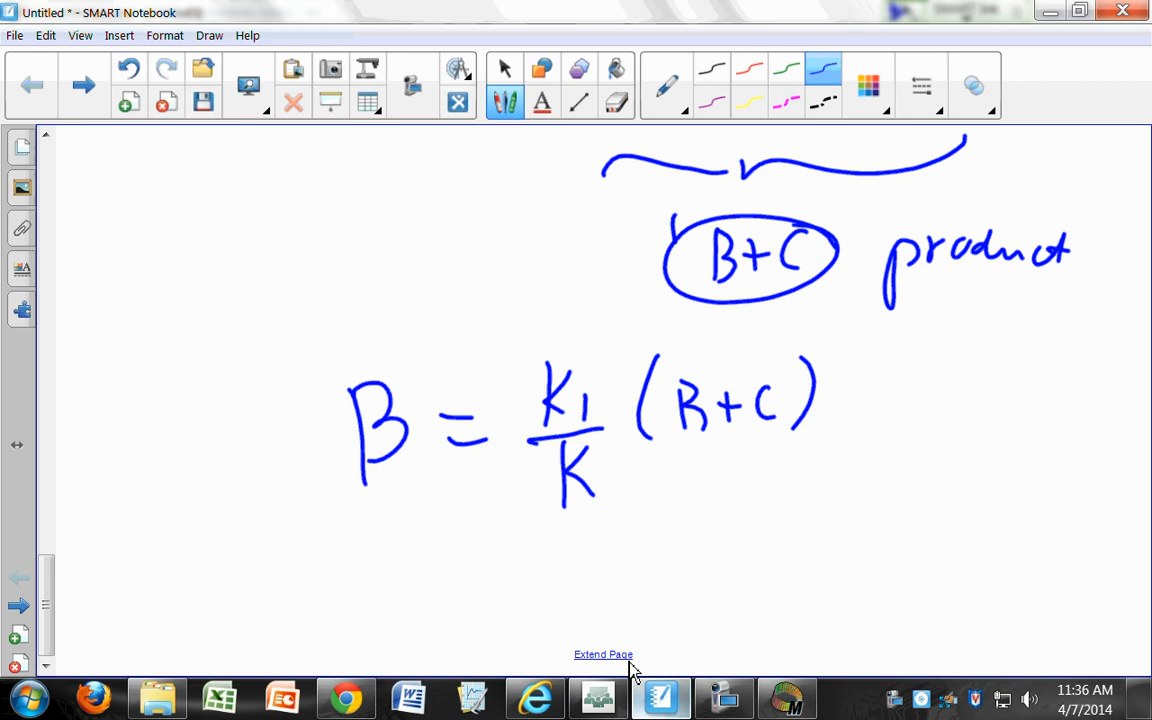 Untitled * - SMART Notebook
File Edit View Insert Format Draw Help
B+C product
B = K1/K (B+C)
Extend Page
11:36 AM
4/7/2014